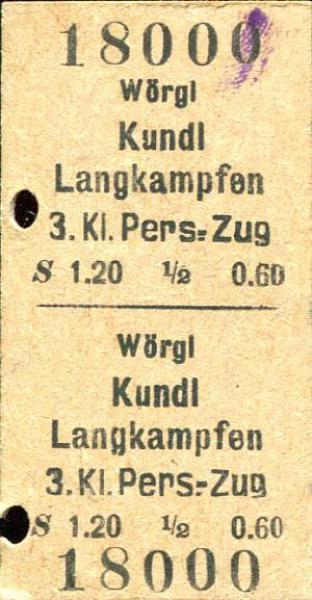 18000
Wörgl
Kundl
Langkampfen
3. Kl. Pers.-Zug
S 1.20 ½ 0.60
Wörgl
Kundl
Langkampfen
3. Kl. Pers.-Zug
S 1.20 ½ 0.60
18000